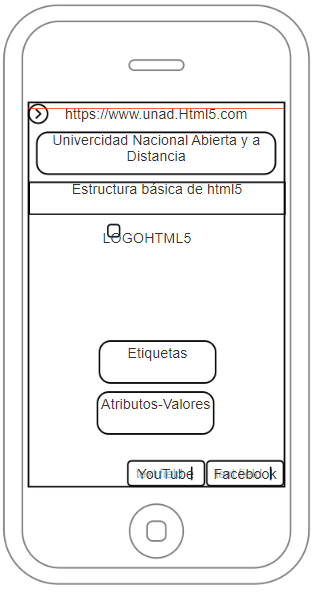 https://www.unad.Html5.com
Univercidad Nacional Abierta y a
Distancia
Estructura básica de html5
LOGOHTML5
Etiquetas
Atributos-Valores
YouTube
Facebook